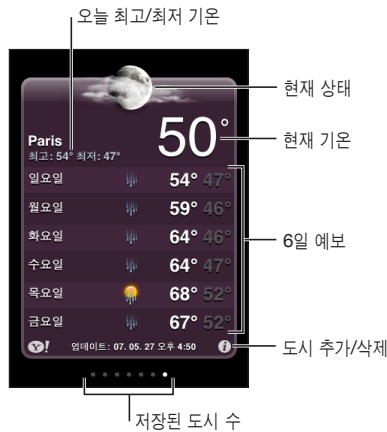 오늘 최고/최저 기온
현재 상태
50°
현재 기온
Paris
최고: 54° 최저: 47°
일요일 54° 47°
월요일 59° 46°
화요일 64° 46°
수요일 64° 47°
6일 예보
목요일 68° 52°
금요일 67° 52°
Y! 업데이트: 07. 05. 27 오후 4:50 i
도시 추가/삭제
저장된 도시 수